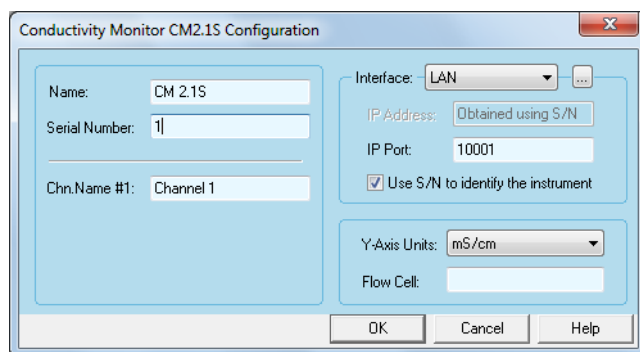 Conductivity Monitor CM2.1S Configuration
Name: CM 2.1S
Serial Number: 1
Chn.Name #1: Channel 1
Interface: LAN ...
IP Address: Obtained using S/N
IP Port: 10001
Use S/N to identify the instrument
Y-Axis Units: mS/cm
Flow Cell:
OK Cancel Help